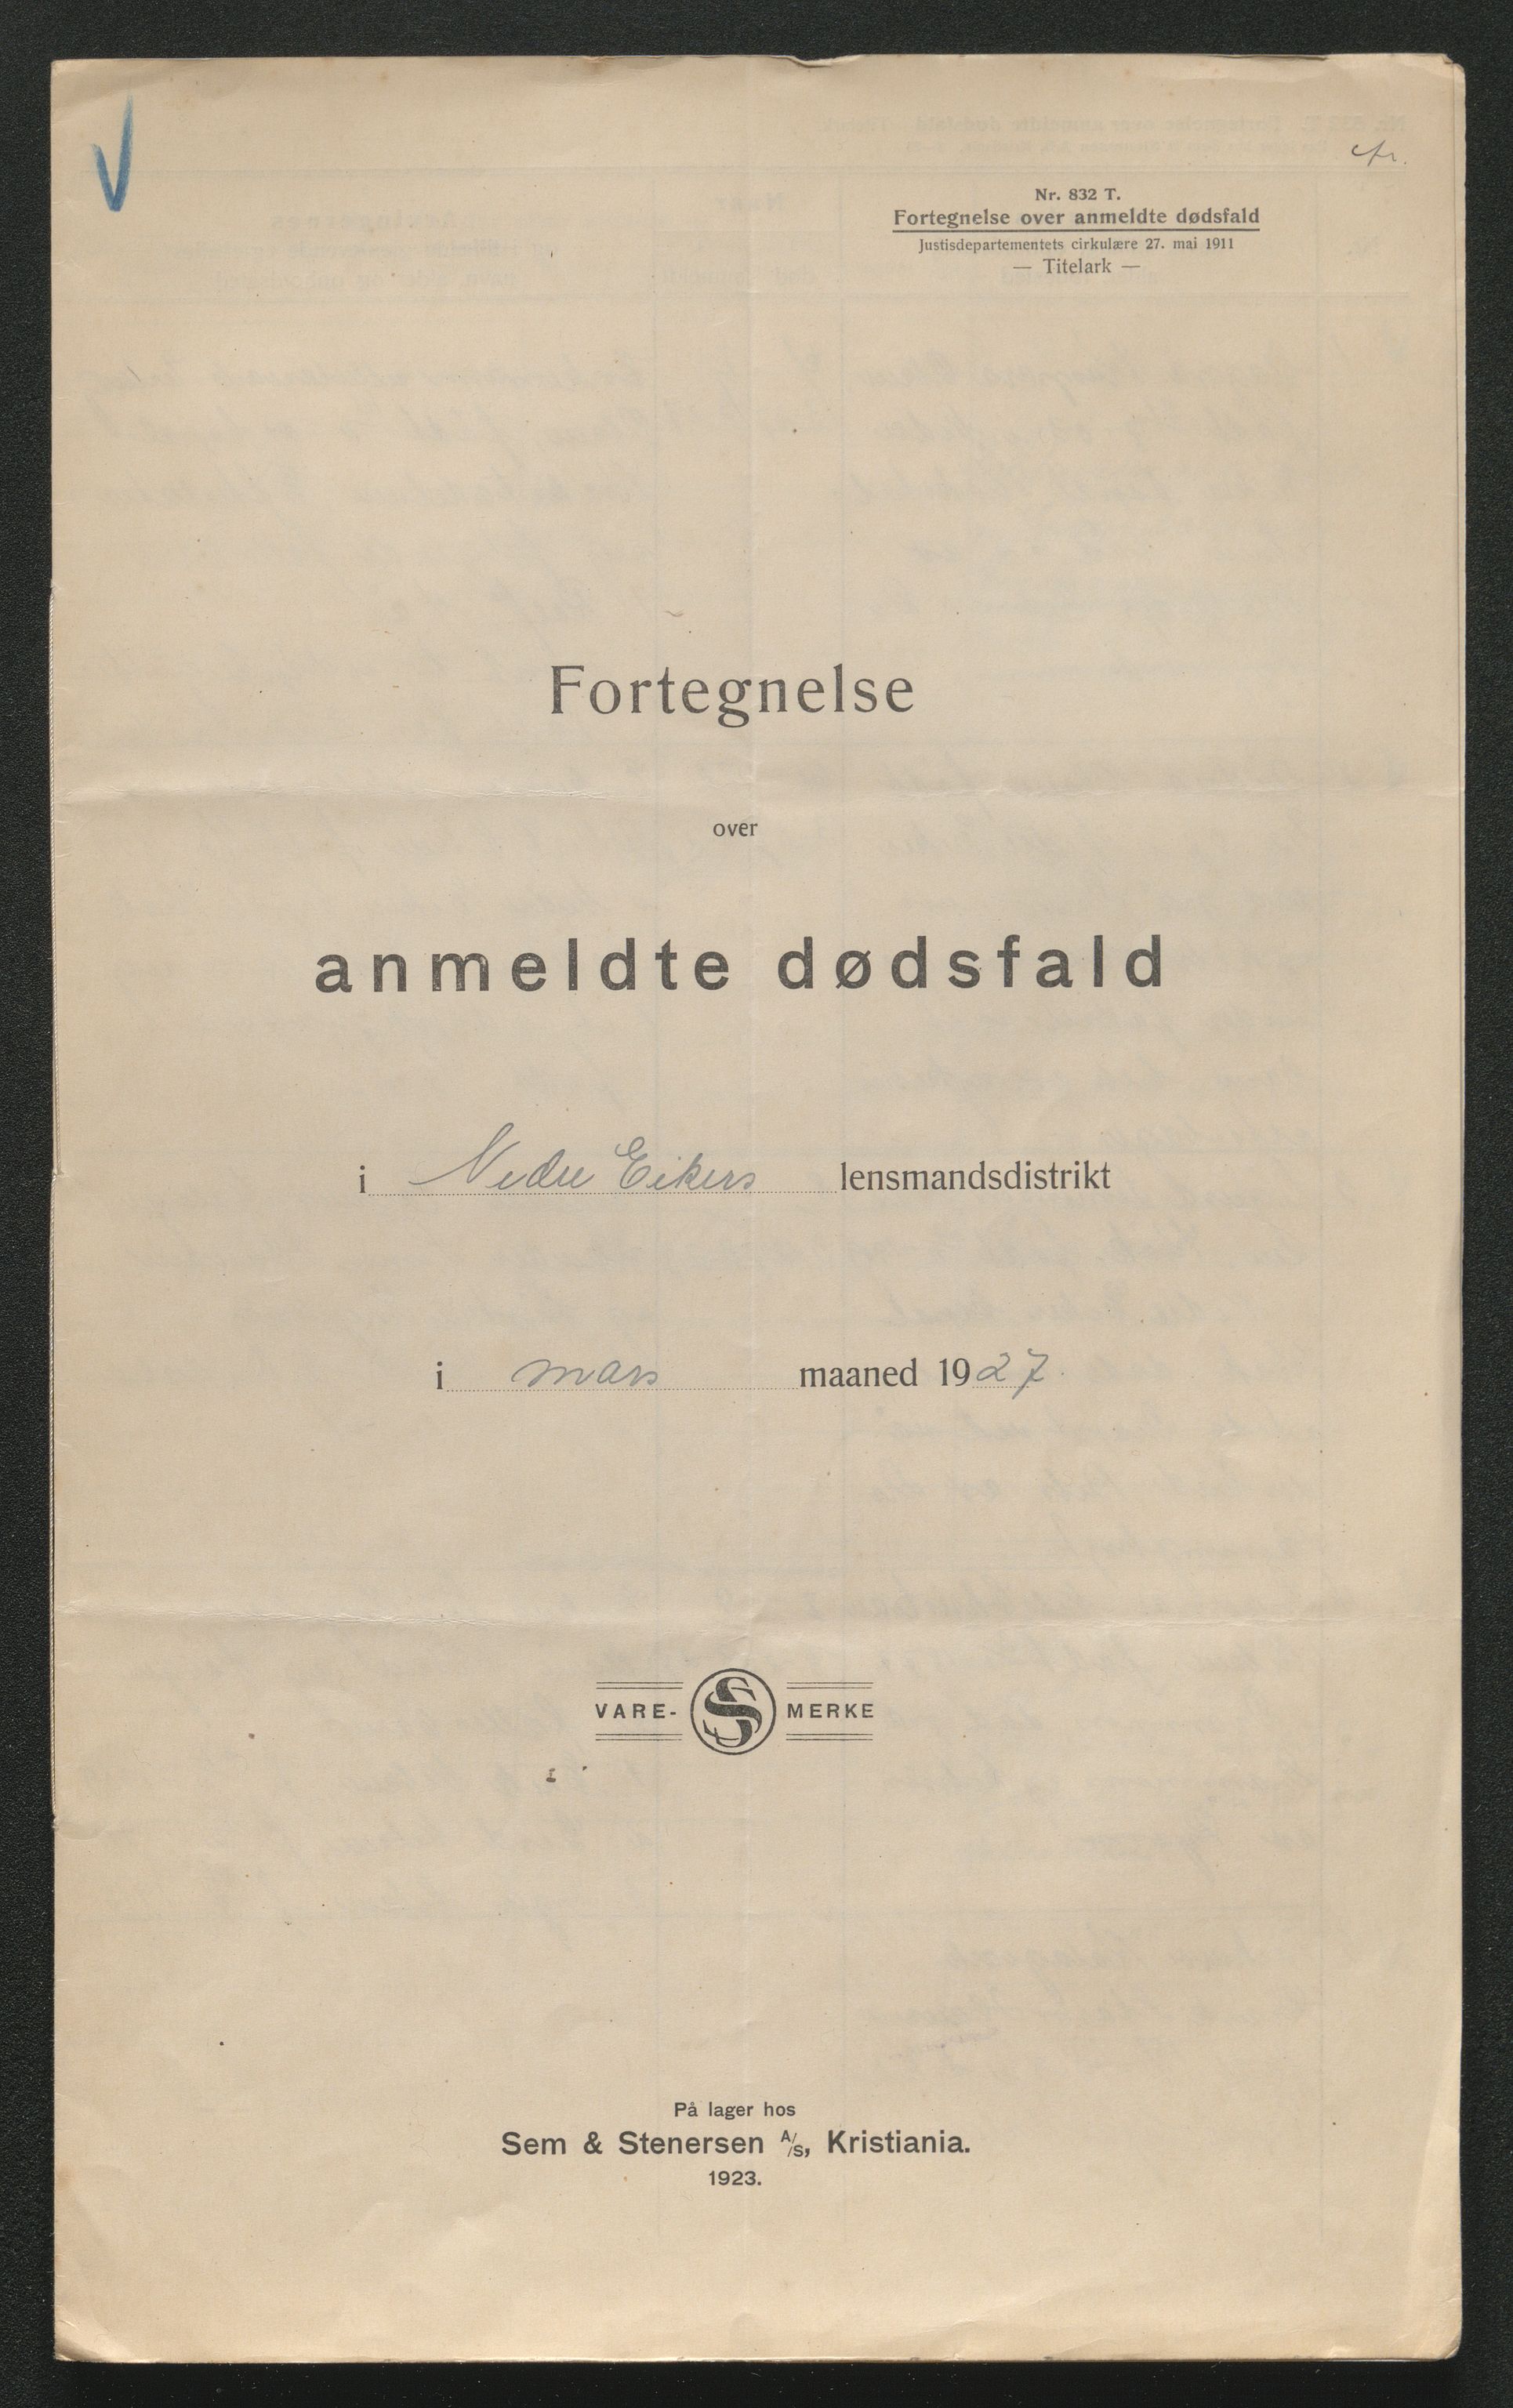 Nr. 832 T.
Fortegnelse over anmeldte dødsfald
Justisdepartementets cirkulære 27. mai 1911
— Titelark —
Fortegnelse
over
anmeldte dødsfald
i Nedre Eikers lensmandsdistrikt
i mars maaned 1927.
VARE- MERKE
På lager hos
Sem & Stenersen A/S, Kristiania.
1923.